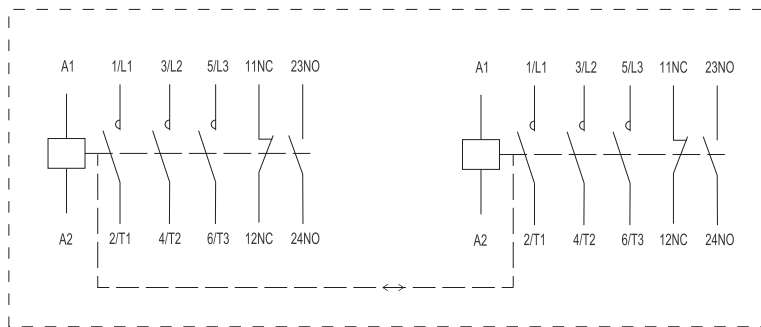 A1 1/L1 3/L2 5/L3 11NC 23NO A1 1/L1 3/L2 5/L3 11NC 23NO
A2 2/T1 4/T2 6/T3 12NC 24NO A2 2/T1 4/T2 6/T3 12NC 24NO